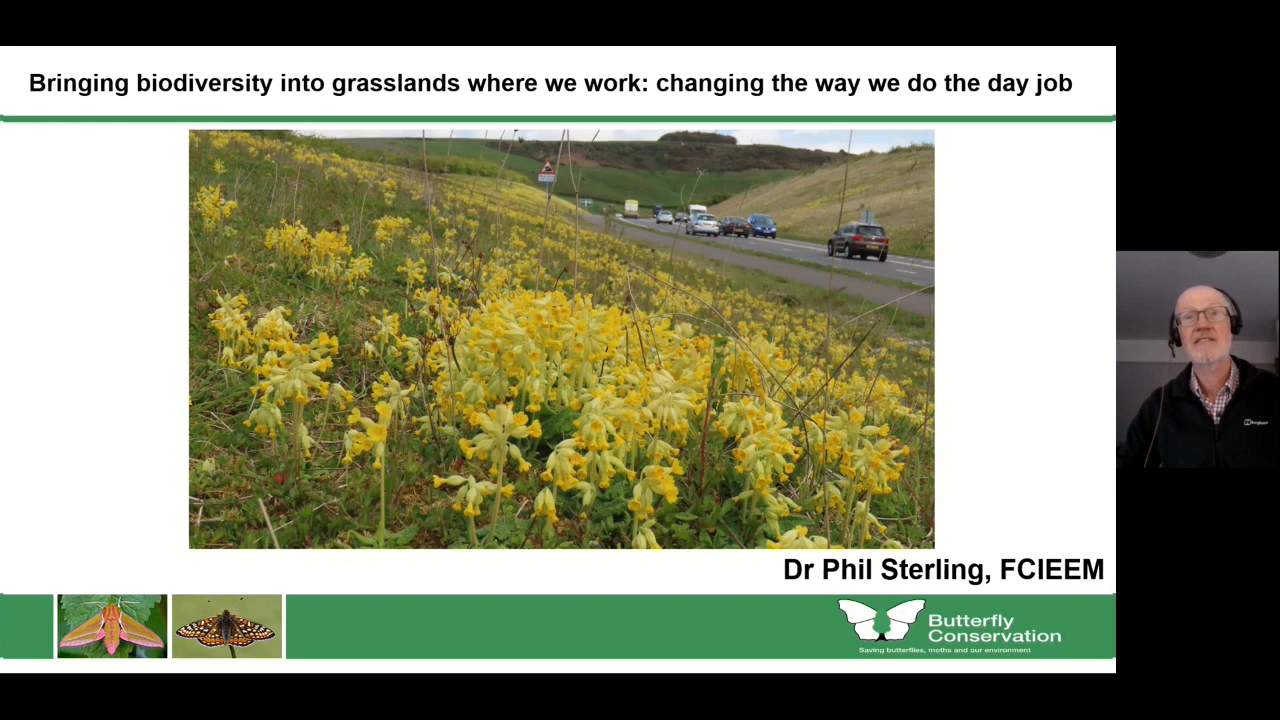 Bringing biodiversity into grasslands where we work: changing the way we do the day job
Dr Phil Sterling, FCIEEM
Butterfly
Conservation
Saving butterflies, moths and our environment